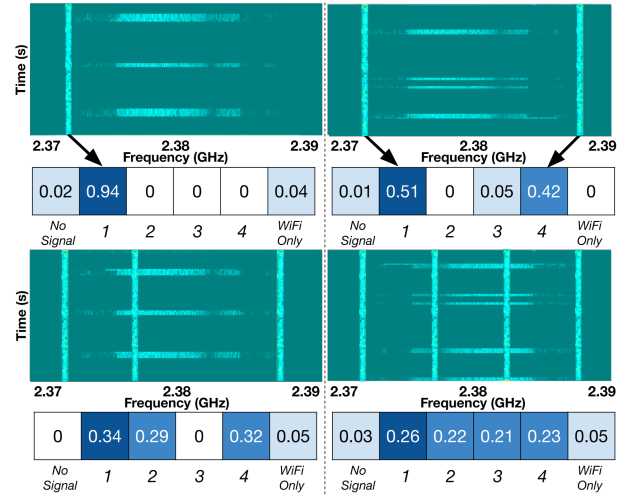 Time (s)
2.37 2.38 2.39
Frequency (GHz)
0.02 0.94 0 0 0 0.04
No Signal 1 2 3 4 WiFi Only
2.37 2.38 2.39
Frequency (GHz)
0.01 0.51 0 0.05 0.42 0
No Signal 1 2 3 4 WiFi Only
Time (s)
2.37 2.38 2.39
Frequency (GHz)
0 0.34 0.29 0 0.32 0.05
No Signal 1 2 3 4 WiFi Only
2.37 2.38 2.39
Frequency (GHz)
0.03 0.26 0.22 0.21 0.23 0.05
No Signal 1 2 3 4 WiFi Only